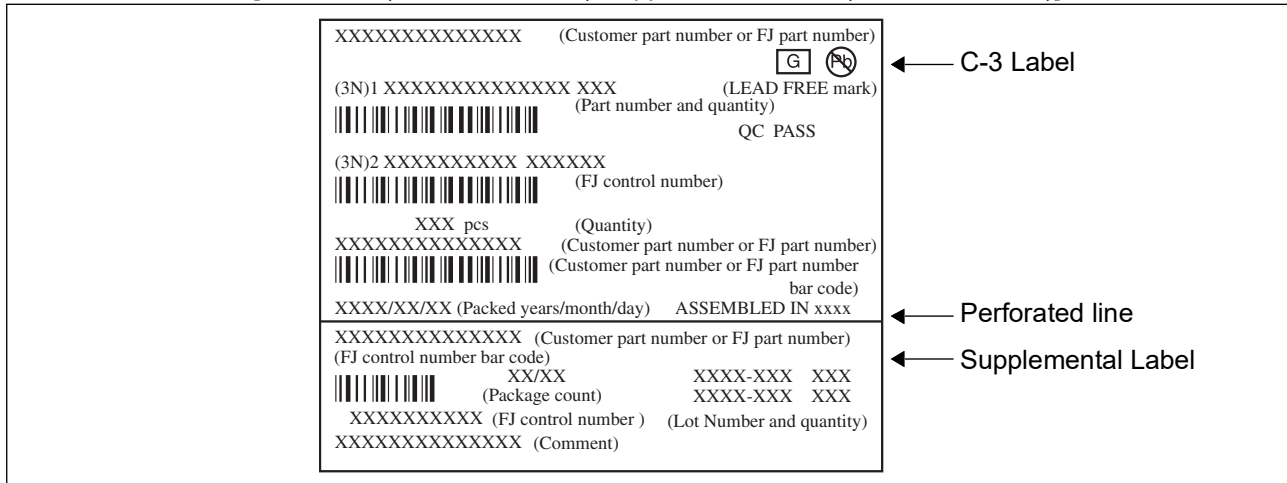 XXXXXXXXXXXXXX (Customer part number or FJ part number)
G Pb
C-3 Label
(3N)1 XXXXXXXXXXXXXX XXX (LEAD FREE mark)
(Part number and quantity)
QC PASS
(3N)2 XXXXXXXXXX XXXXXX
(FJ control number)
XXX pcs (Quantity)
XXXXXXXXXXXXXX (Customer part number or FJ part number)
(Customer part number or FJ part number
bar code)
XXXX/XX/XX (Packed years/month/day) ASSEMBLED IN xxxx
Perforated line
XXXXXXXXXXXXXX (Customer part number or FJ part number)
(FJ control number bar code)
Supplemental Label
XX/XX XXXX-XXX XXX
(Package count) XXXX-XXX XXX
XXXXXXXXXX (FJ control number ) (Lot Number and quantity)
XXXXXXXXXXXXXX (Comment)